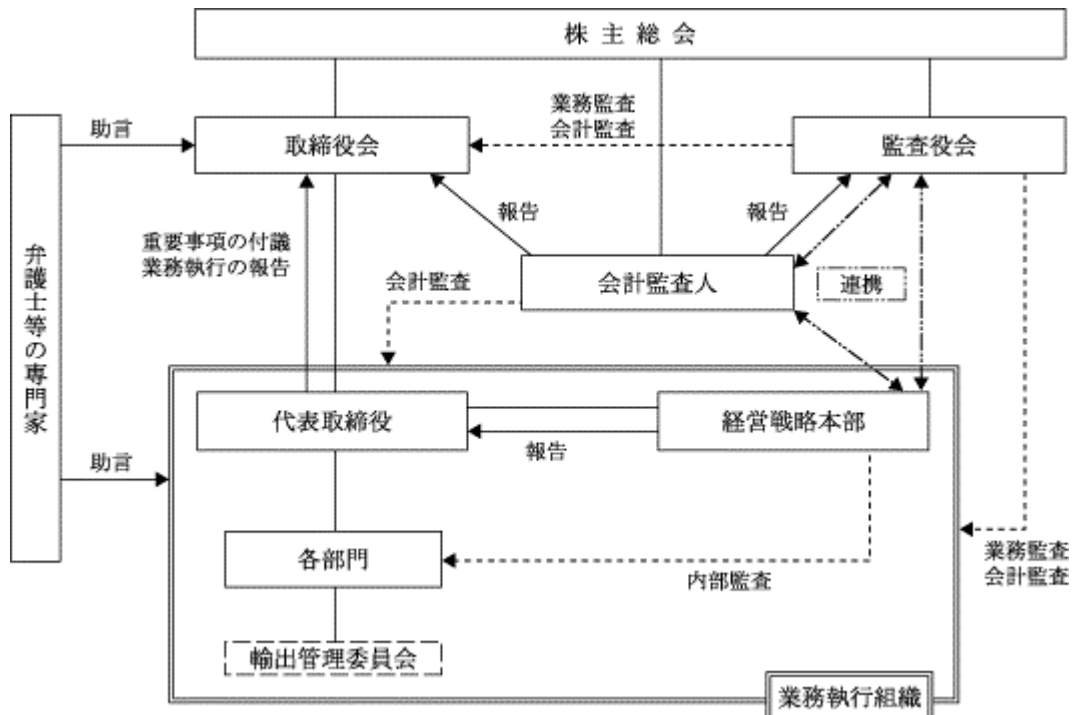 株主総会
業務監査
会計監査
助言
取締役会
監査役会
報告
報告
重要事項の付議
業務執行の報告
弁護士等の専門家
会計監査
会計監査人
連携
代表取締役
経営戦略本部
報告
助言
各部門
内部監査
業務監査
会計監査
輸出管理委員会
業務執行組織